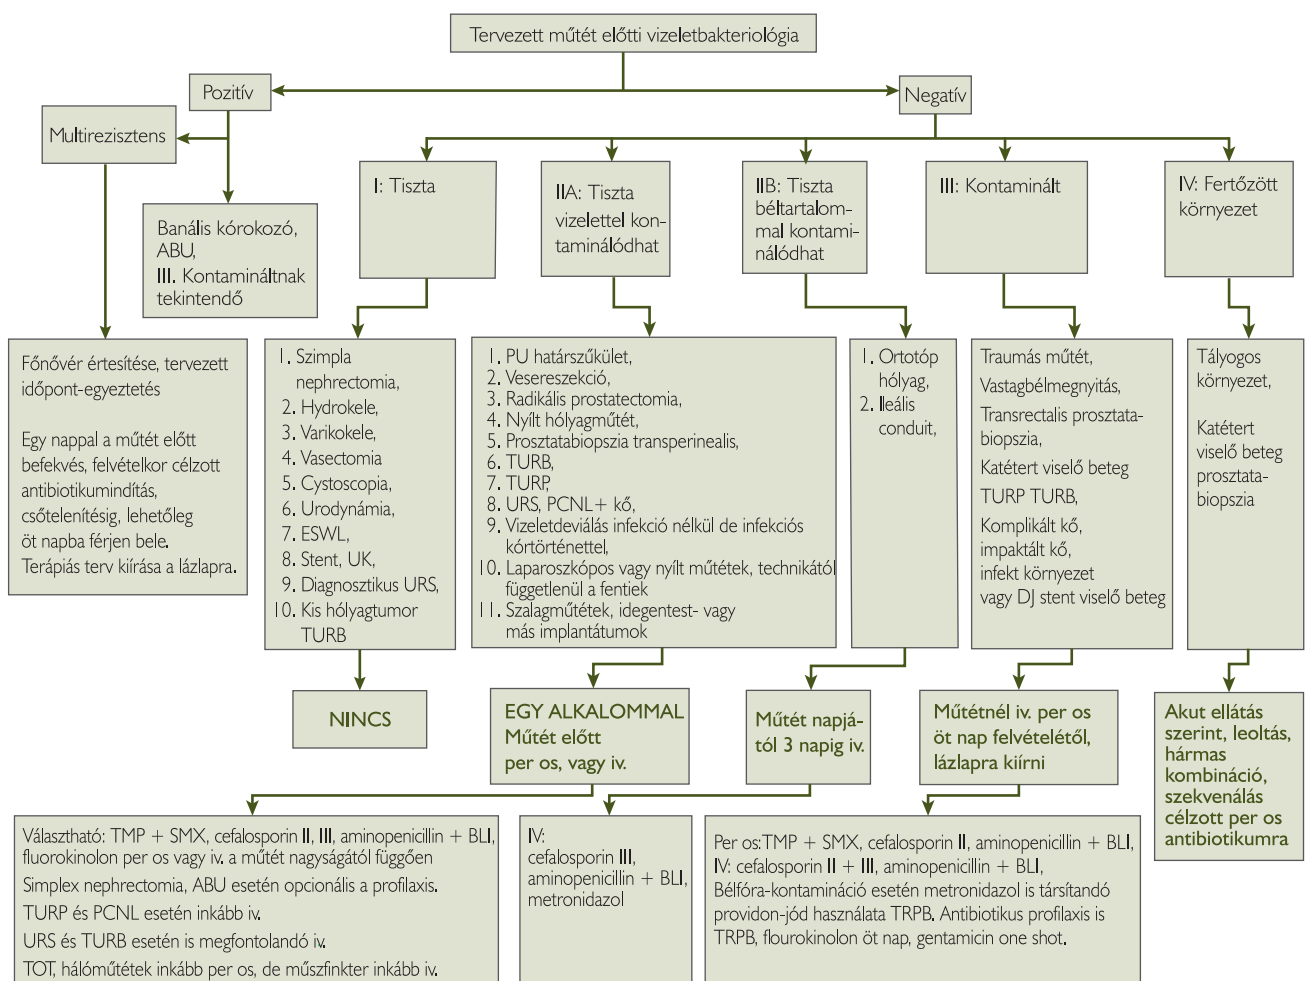 Tervezett műtét előtti vizeletbakteriológia
Pozitív
Negatív
Multirezisztens
Banális kórokozó,
ABU,
III. Kontamináltnak
tekintendő
I: Tiszta
IIA: Tiszta
vizelettel kon-
taminálódhat
IIB: Tiszta
béltartalom-
mal kontami-
nálódhat
III: Kontaminált
IV: Fertőzött
környezet
Főnővér értesítése, tervezett
időpont-egyeztetés
Egy nappal a műtét előtt
befekvés, felvételkor célzott
antibiotikumindítás,
csőtelenítésig, lehetőleg
öt napba férjen bele.
Terápiás terv kiírása a lázlapra.
1. Szimpla
nephrectomia,
2. Hydrokele,
3. Varikokele,
4. Vasectomia
5. Cystoscopia,
6. Urodynámia,
7. ESWL,
8. Stent, UK,
9. Diagnosztikus URS,
10. Kis hólyagtumor
TURB
1. PU határszűkület,
2. Vesereszekció,
3. Radikális prostatectomia,
4. Nyílt hólyagműtét,
5. Prosztatabiopszia transperinealis,
6. TURB,
7. TURP,
8. URS, PCNL+ kő,
9. Vizeletdeviálás infekció nélkül de infekciós
kórtörténettel,
10. Laparoszkópos vagy nyílt műtétek, technikától
függetlenül a fentiek
11. Szalagműtétek, idegentest- vagy
más implantátumok
1. Ortotóp
hólyag,
2. Ileális
conduit,
Traumás műtét,
Vastagbélmegnyitás,
Transrectalis prosztata-
biopszia,
Katétert viselő beteg
TURP TURB,
Komplikált kő,
impaktált kő,
infekt környezet
vagy DJ stent viselő beteg
Tályogos
környezet,
Katétert
viselő beteg
prosztata-
biopszia
NINCS
EGY ALKALOMMAL
Műtét előtt
per os, vagy iv.
Műtét napjá-
tól 3 napig iv.
Műtétnél iv. per os
öt nap felvételétől,
lázlapra kiírni
Akut ellátás
szerint, leoltás,
hármas
kombináció,
szekvenálás
célzott per os
antibiotikumra
Választható: TMP + SMX, cefalosporin II, III, aminopenicillin + BLI,
fluorokinolon per os vagy iv. a műtét nagyságától függően
Simplex nephrectomia, ABU esetén opcionális a profilaxis.
TURP és PCNL esetén inkább iv.
URS és TURB esetén is megfontolandó iv.
TOT, hálóműtétek inkább per os, de műszfinkter inkább iv.
IV:
cefalosporin III,
aminopenicillin + BLI,
metronidazol
Per os:TMP + SMX, cefalosporin II, aminopenicillin + BLI,
IV: cefalosporin II + III, aminopenicillin + BLI,
Bélfóra-kontamináció esetén metronidazol is társítandó
providon-jód használata TRPB. Antibiotikus profilaxis is
TRPB, flourokinolon öt nap, gentamicin one shot.